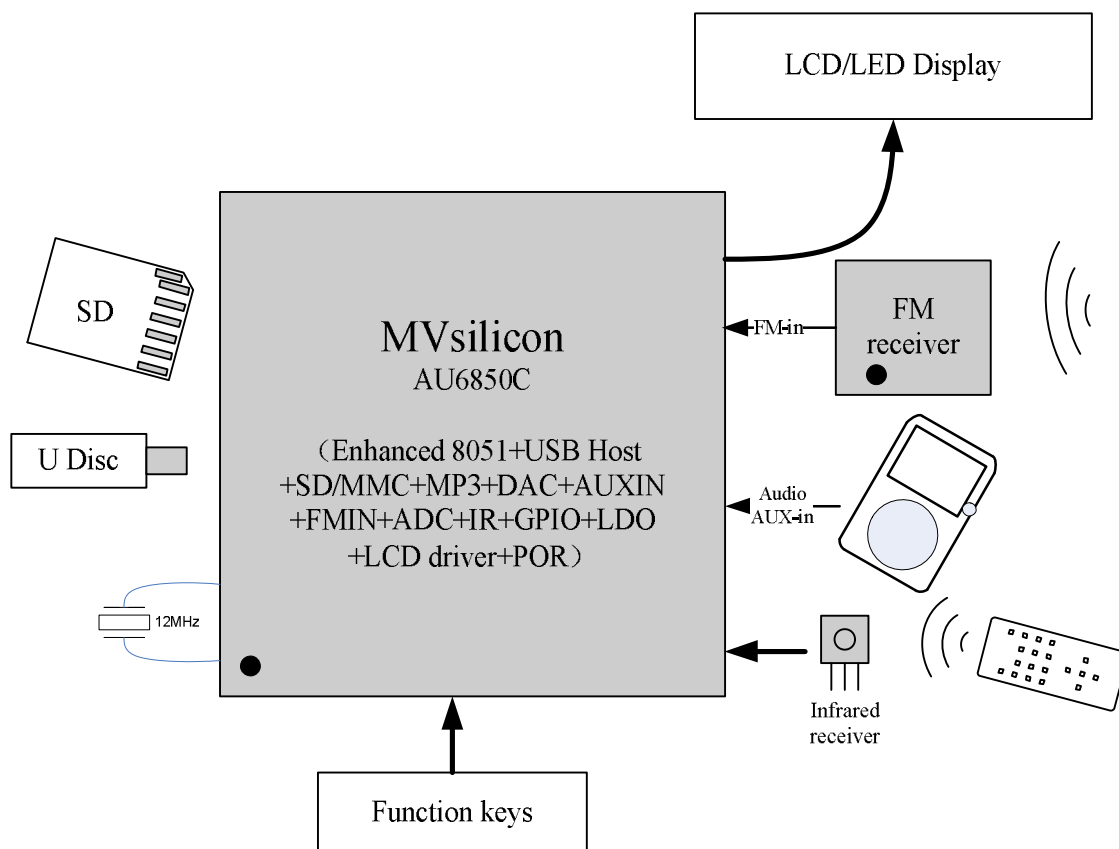 LCD/LED Display
SD
MVsilicon
AU6850C
FM-in
FM
receiver
U Disc
（Enhanced 8051+USB Host
+SD/MMC+MP3+DAC+AUXIN
+FMIN+ADC+IR+GPIO+LDO
+LCD driver+POR）
Audio
AUX-in
12MHz
Infrared
receiver
Function keys